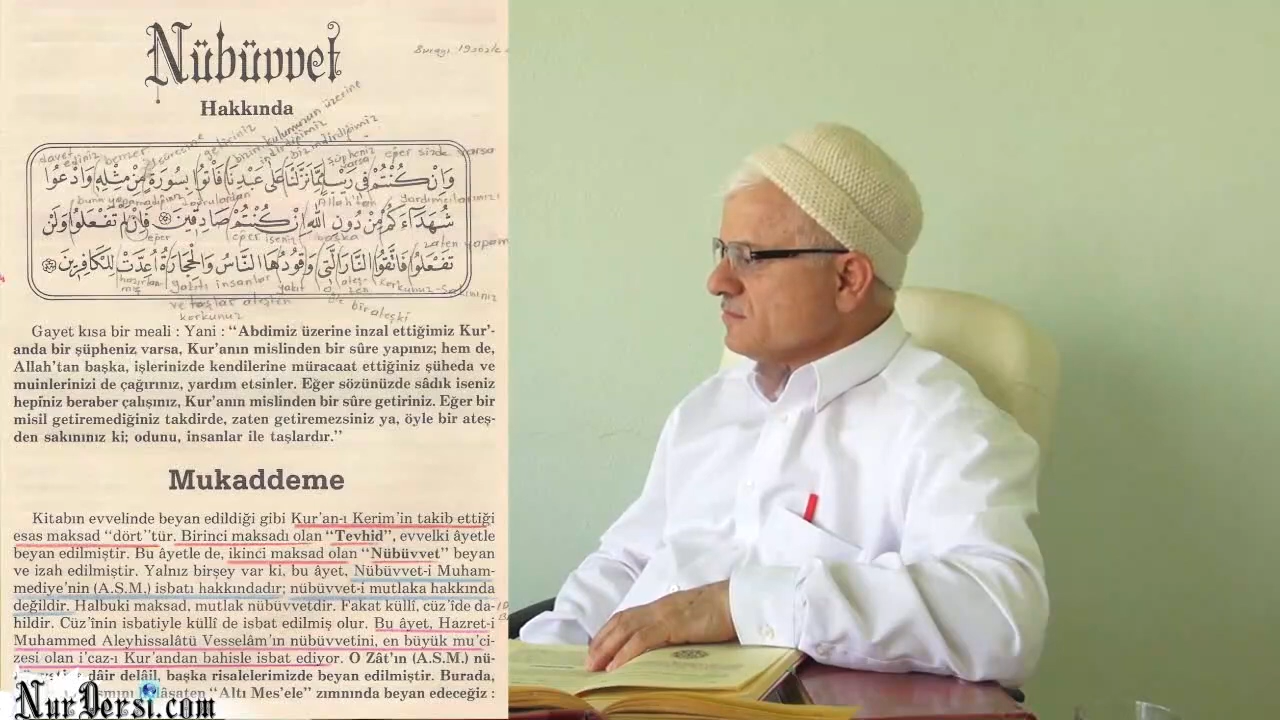 Nübüvvet
Hakkında
وَاِنْ كُنْتُمْ فِى رَيْبٍ مِمَّا نَزَّلْنَا عَلٰى عَبْدِنَا فَاْتُوا بِسُورَةٍ مِنْ مِثْلِهِ وَادْعُوا
شُهَدَٓاءَكُمْ مِنْ دُونِ اللّٰهِ اِنْ كُنْتُمْ صَادِقِينَ فَاِنْ لَمْ تَفْعَلُوا وَلَنْ
تَفْعَلُوا فَاتَّقُوا النَّارَ الَّتِى وَقُودُهَا النَّاسُ وَالْحِجَارَةُ اُعِدَّتْ لِلْكَافِرِينَ
Gayet kısa bir meali : Yani : “Abdimiz üzerine inzal ettiğimiz Kur’-
anda bir şüpheniz varsa, Kur’anın mislinden bir sûre yapınız; hem de,
Allah’tan başka, işlerinizde kendilerine müracaat ettiğiniz şüheda ve
muinlerinizi de çağırınız, yardım etsinler. Eğer sözünüzde sâdık iseniz
hepiniz beraber çalışınız, Kur’anın mislinden bir sûre getiriniz. Eğer bir
misil getiremediğiniz takdirde, zaten getiremezsiniz ya, öyle bir ateş-
den sakınınız ki; odunu, insanlar ile taşlardır.”
Mukaddeme
Kitabın evvelinde beyan edildiği gibi Kur’an-ı Kerim’in takib ettiği
esas maksad “dört”tür. Birinci maksadı olan “Tevhid”, evvelki âyetle
beyan edilmiştir. Bu âyetle de, ikinci maksad olan “Nübüvvet” beyan
ve izah edilmiştir. Yalnız birşey var ki, bu âyet, Nübüvvet-i Muham-
mediye’nin (A.S.M.) isbatı hakkındadır; nübüvvet-i mutlaka hakkında
değildir. Halbuki maksad, mutlak nübüvvetdir. Fakat küllî, cüz’îde da-
hildir. Cüz’înin isbatiyle küllî de isbat edilmiş olur. Bu âyet, Hazret-i
Muhammed Aleyhissalâtü Vesselâm’ın nübüvvetini, en büyük mu’ci-
zesi olan i’caz-ı Kur’andan bahisle isbat ediyor. O Zât’ın (A.S.M.) nü-
dâir delâil, başka risalelerimizde beyan edilmiştir. Burada,
“Altı Mes’ele” zımnında beyan edeceğiz :
NurDersi.com